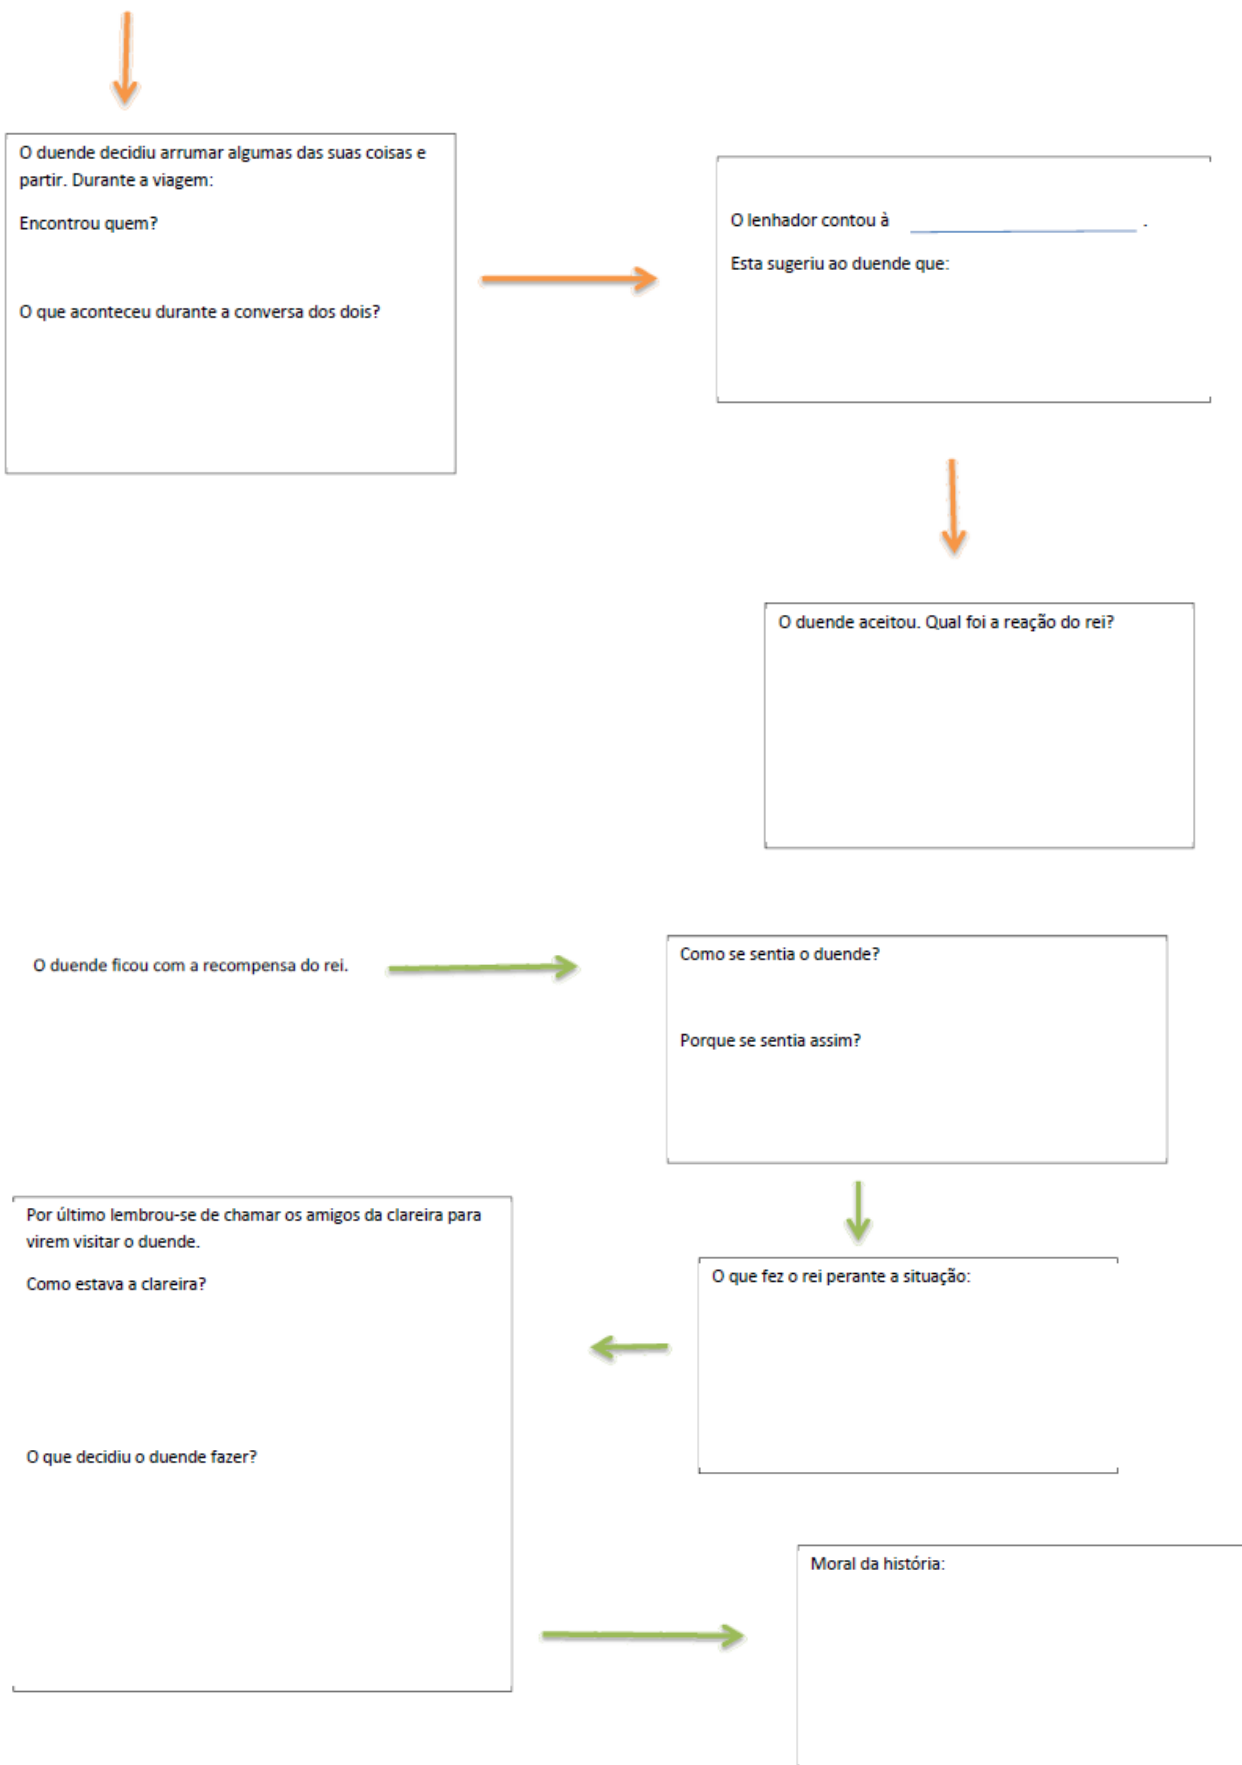 O duende decidiu arrumar algumas das suas coisas e
partir. Durante a viagem:
Encontrou quem?
O que aconteceu durante a conversa dos dois?
O lenhador contou à ____________________ .
Esta sugeriu ao duende que:
O duende aceitou. Qual foi a reação do rei?
O duende ficou com a recompensa do rei.
Como se sentia o duende?
Porque se sentia assim?
O que fez o rei perante a situação:
Por último lembrou-se de chamar os amigos da clareira para
virem visitar o duende.
Como estava a clareira?
O que decidiu o duende fazer?
Moral da história: